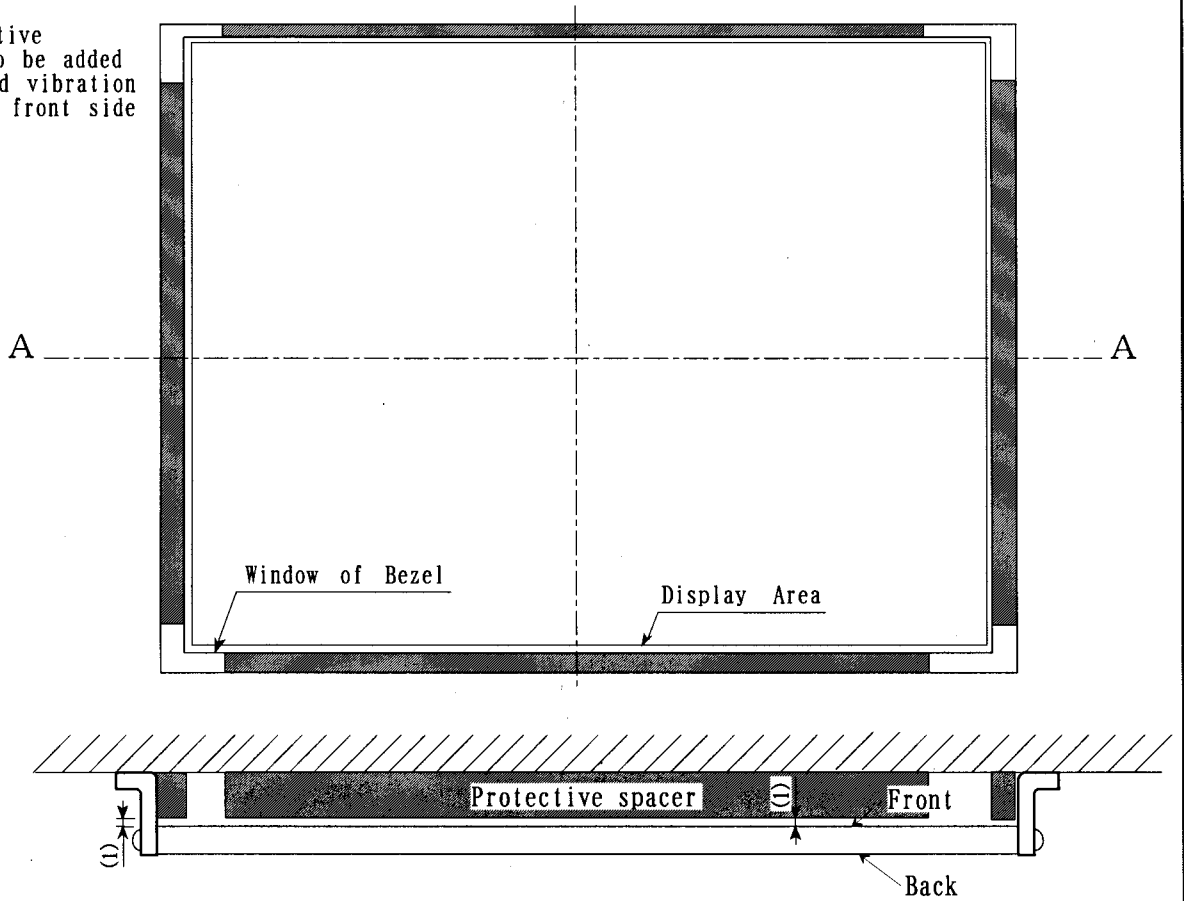 tive
o be added
d vibration
front side
A
A
Window of Bezel
Display Area
Protective spacer
(1)
Front
(1)
Back